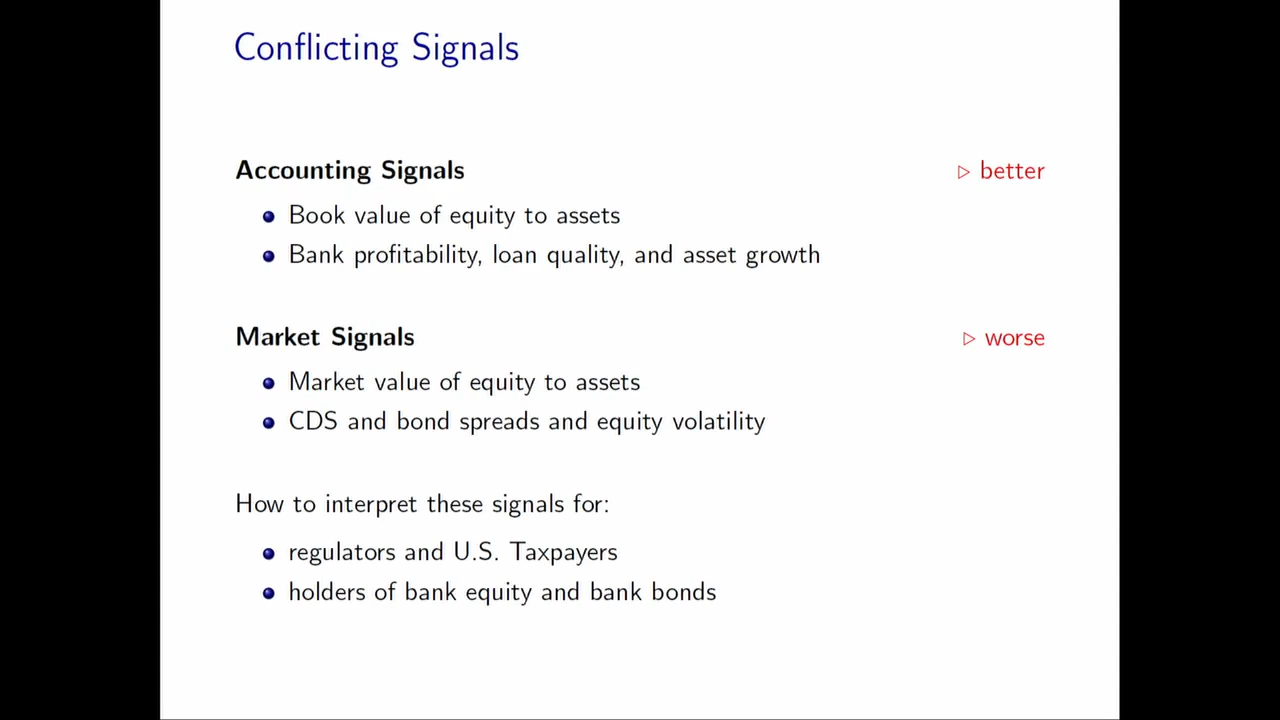 Conflicting Signals
Accounting Signals ▷ better
Book value of equity to assets
Bank profitability, loan quality, and asset growth
Market Signals ▷ worse
Market value of equity to assets
CDS and bond spreads and equity volatility
How to interpret these signals for:
regulators and U.S. Taxpayers
holders of bank equity and bank bonds